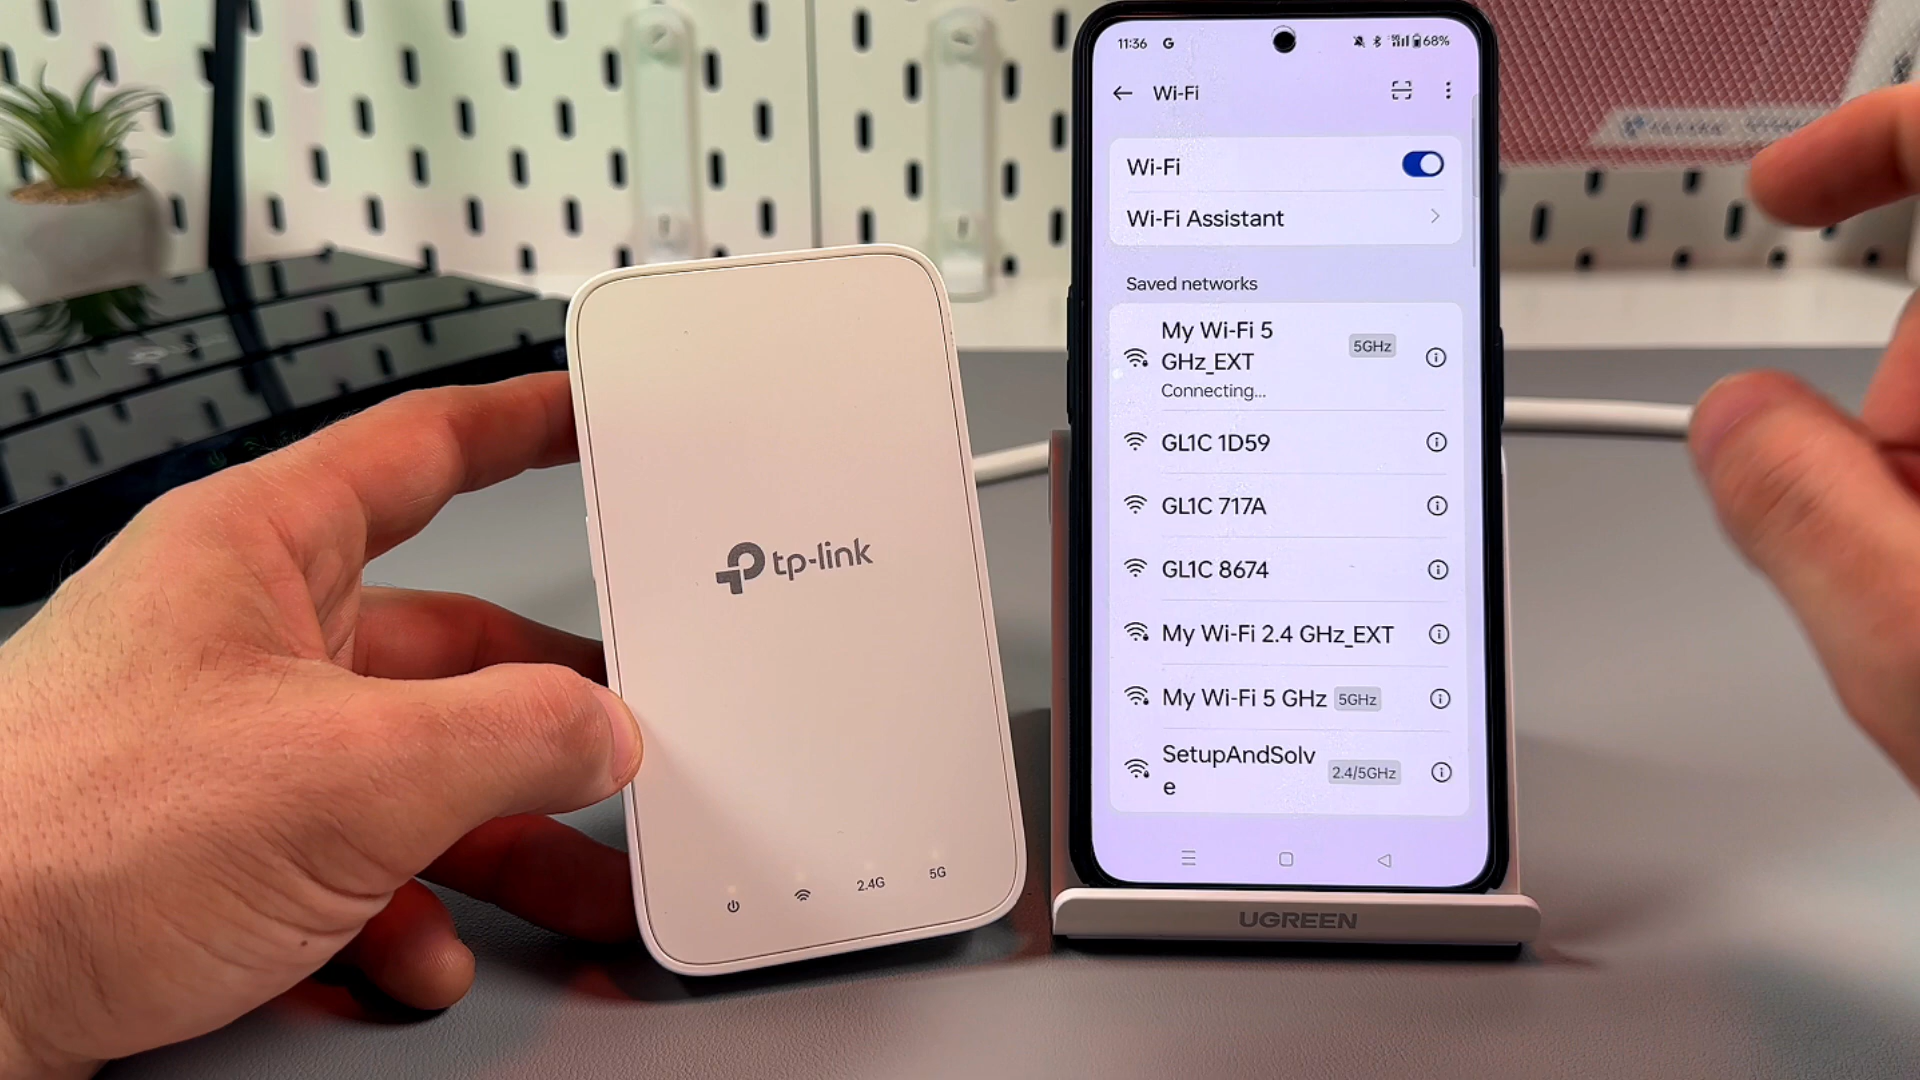 11:36 G 5G 68%
Wi-Fi
Wi-Fi
Wi-Fi Assistant
Saved networks
My Wi-Fi 5
GHz_EXT
5GHz
Connecting...
GL1C 1D59
GL1C 717A
GL1C 8674
My Wi-Fi 2.4 GHz_EXT
My Wi-Fi 5 GHz 5GHz
SetupAndSolv
e
2.4/5GHz
UGREEN
tp-link
2.4G
5G